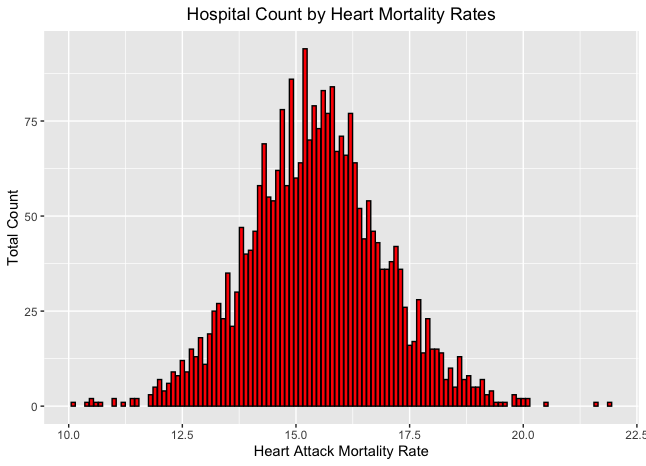 Hospital Count by Heart Mortality Rates
Total Count
75
50
25
0
10.0 12.5 15.0 17.5 20.0 22.5
Heart Attack Mortality Rate